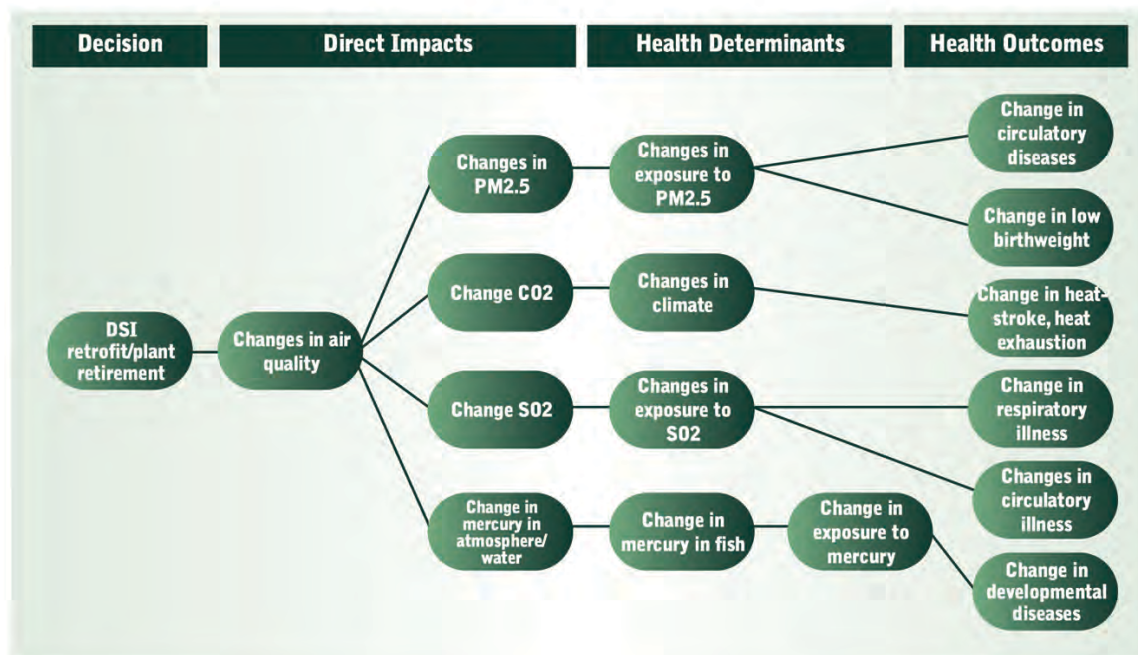 Decision
Direct Impacts
Health Determinants
Health Outcomes
DSI
retrofit/plant
retirement
Changes in air
quality
Changes in
PM2.5
Change CO2
Change SO2
Change in
mercury in
atmosphere/
water
Changes in
exposure to
PM2.5
Changes in
climate
Changes in
exposure to
SO2
Change in
mercury in fish
Change in
exposure to
mercury
Change in
circulatory
diseases
Change in low
birthweight
Change in heat-
stroke, heat
exhaustion
Change in
respiratory
illness
Changes in
circulatory
illness
Change in
developmental
diseases